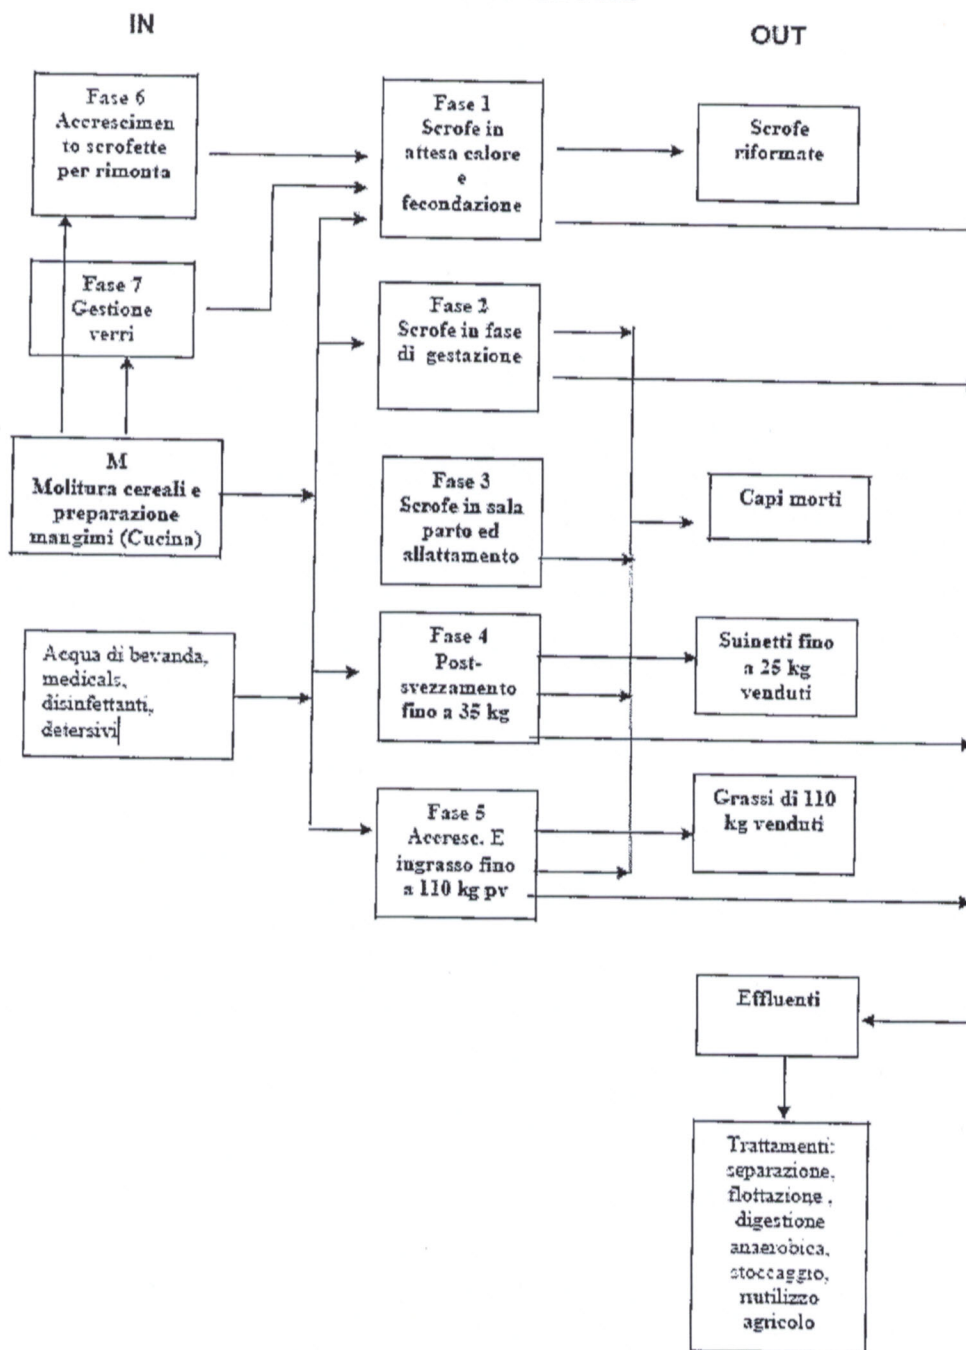 IN
OUT
Fase 6
Accrescimen
to scrofette
per rimonta
Fase 7
Gestione
verri
M
Molitura cereali e
preparazione
mangimi (Cucina)
Acqua di bevanda,
medicals,
disinfettanti,
detersivi
Fase 1
Scrofe in
attesa calore
e
fecondazione
Fase 2
Scrofe in fase
di gestazione
Fase 3
Scrofe in sala
parto ed
allattamento
Fase 4
Post-
svezzamento
fino a 35 kg
Fase 5
Accresc. E
ingrasso fino
a 110 kg pv
Scrofe
riformate
Capi morti
Suinetti fino
a 25 kg
venduti
Grassi di 110
kg venduti
Effluenti
Trattamenti:
separazione,
flottazione ,
digestione
anaerobica,
stoccaggio,
riutilizzo
agricolo